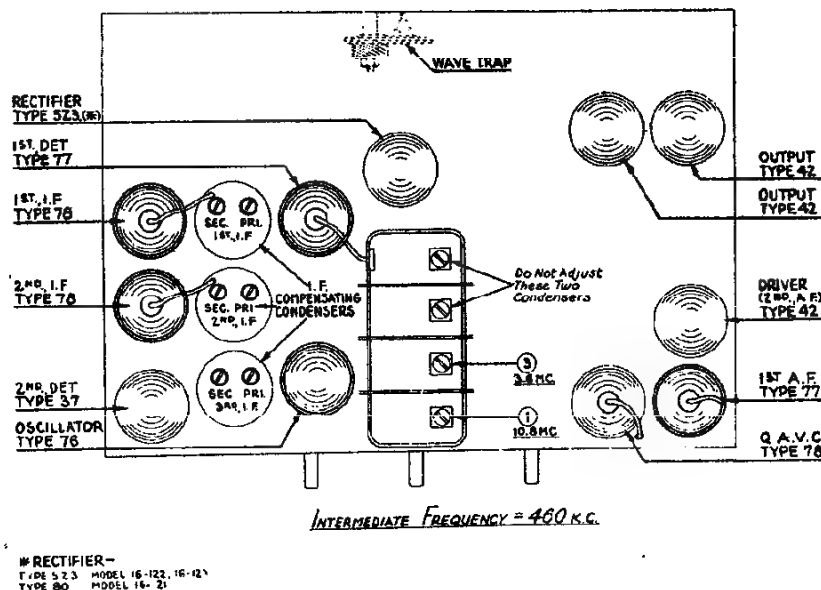 WAVE TRAP
RECTIFIER
TYPE 5Z3,(*)
1ST, DET
TYPE 77
1ST, I.F
TYPE 78
2ND, I.F
TYPE 78
2ND, DET
TYPE 37
OSCILLATOR
TYPE 76
SEC. PRI.
1ST, I.F
SEC. PRI
2ND, I.F
SEC PRI.
3RD, I.F
I.F.
COMPENSATING
CONDENSERS
Do Not Adjust
These Two
Condensers
3
3.8 MC.
1
10.8 MC
OUTPUT
TYPE 42
OUTPUT
TYPE 42
DRIVER
(2ND, A.F.)
TYPE 42
1ST A.F.
TYPE 77
Q.A.V.C
TYPE 78
INTERMEDIATE FREQUENCY = 460 K.C.
* RECTIFIER-
TYPE 5Z3 MODEL 16-122, 16-123
TYPE 80 MODEL 16-21